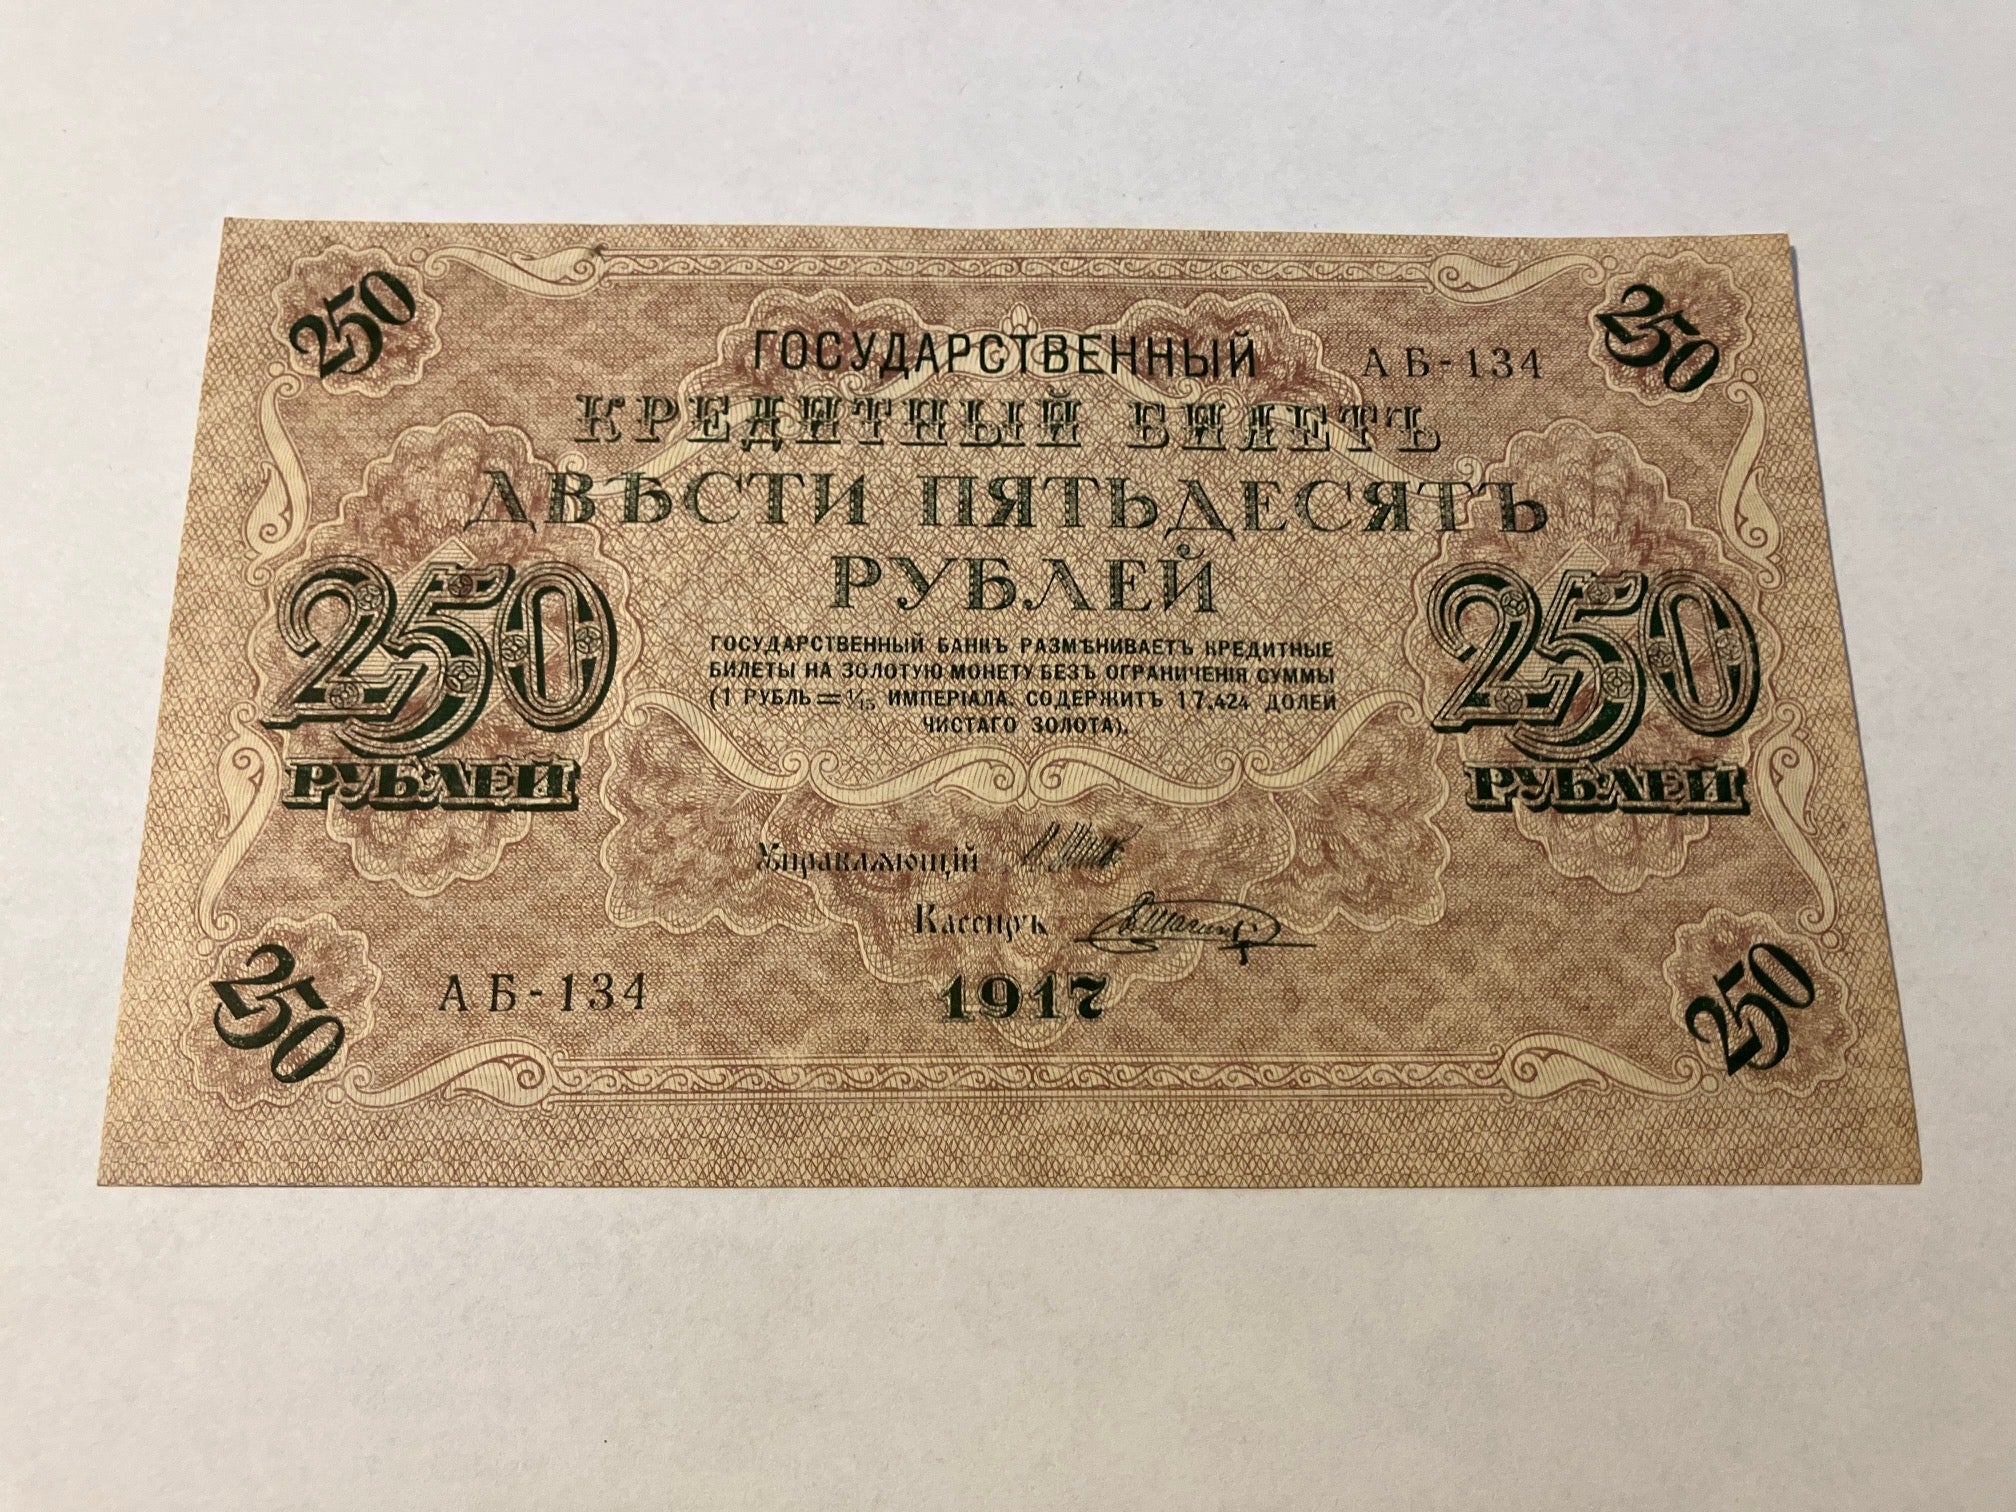 250
250
ГОСУДАРСТВЕННЫЙ
АБ-134
КРЕДИТНЫЙ БИЛЕТЪ
ДВѢСТИ ПЯТЬДЕСЯТЪ
РУБЛЕЙ
250
РУБЛЕЙ
ГОСУДАРСТВЕННЫЙ БАНКЪ РАЗМѢНИВАЕТЪ КРЕДИТНЫЕ
БИЛЕТЫ НА ЗОЛОТУЮ МОНЕТУ БЕЗЪ ОГРАНИЧЕНІЯ СУММЫ
(1 РУБЛЬ = 1/15 ИМПЕРІАЛА, СОДЕРЖИТЪ 17,424 ДОЛЕЙ
ЧИСТАГО ЗОЛОТА).
250
РУБЛЕЙ
Управляющій
Кассиръ
АБ-134
1917
250
250